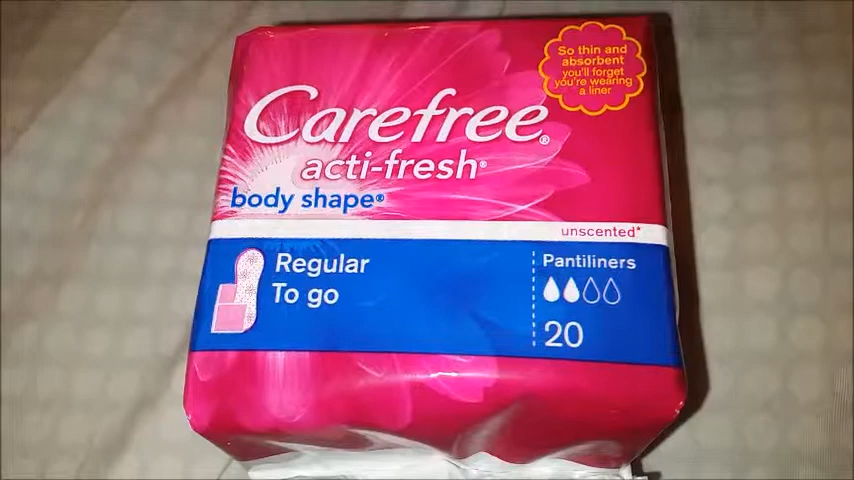 So thin and
absorbent
you'll forget
you're wearing
a liner
Carefree®
acti-fresh®
body shape®
unscented*
Regular
To go
Pantiliners
20